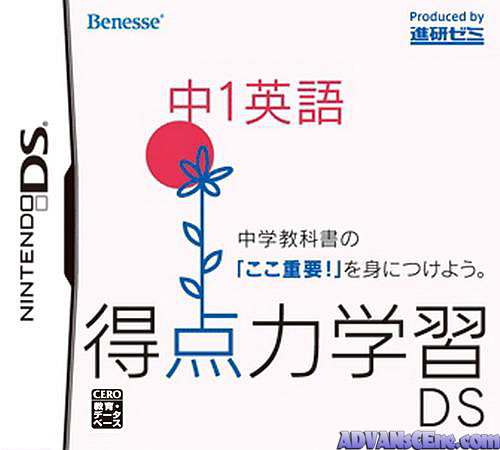 Benesse®
Produced by
進研ゼミ
中1英語
中学教科書の
「ここ重要!」を身につけよう。
得点力学習
DS
NINTENDO DS®
CERO
教育・
データ
ベース
ADVAnsCEne.com